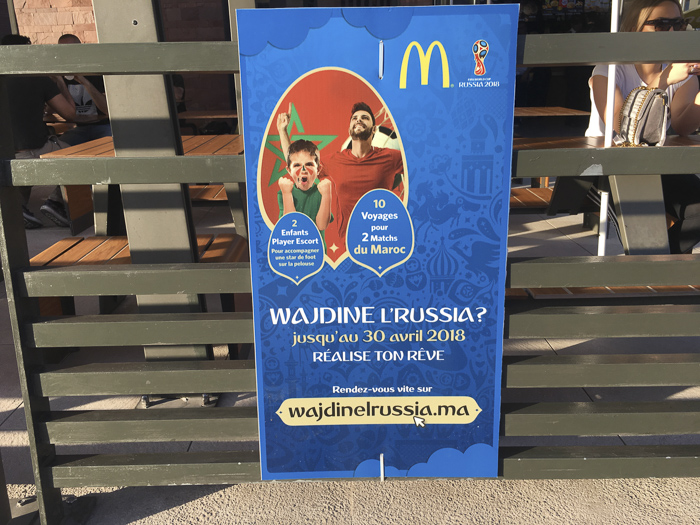 M
FIFA WORLD CUP
RUSSIA 2018
2
Enfants
Player Escort
Pour accompagner
une star de foot
sur la pelouse
10
Voyages
pour
2 Matchs
du Maroc
WAJDINE L'RUSSIA?
jusqu'au 30 avril 2018
RÉALISE TON RÊVE
Rendez-vous vite sur
wajdinelrussia.ma